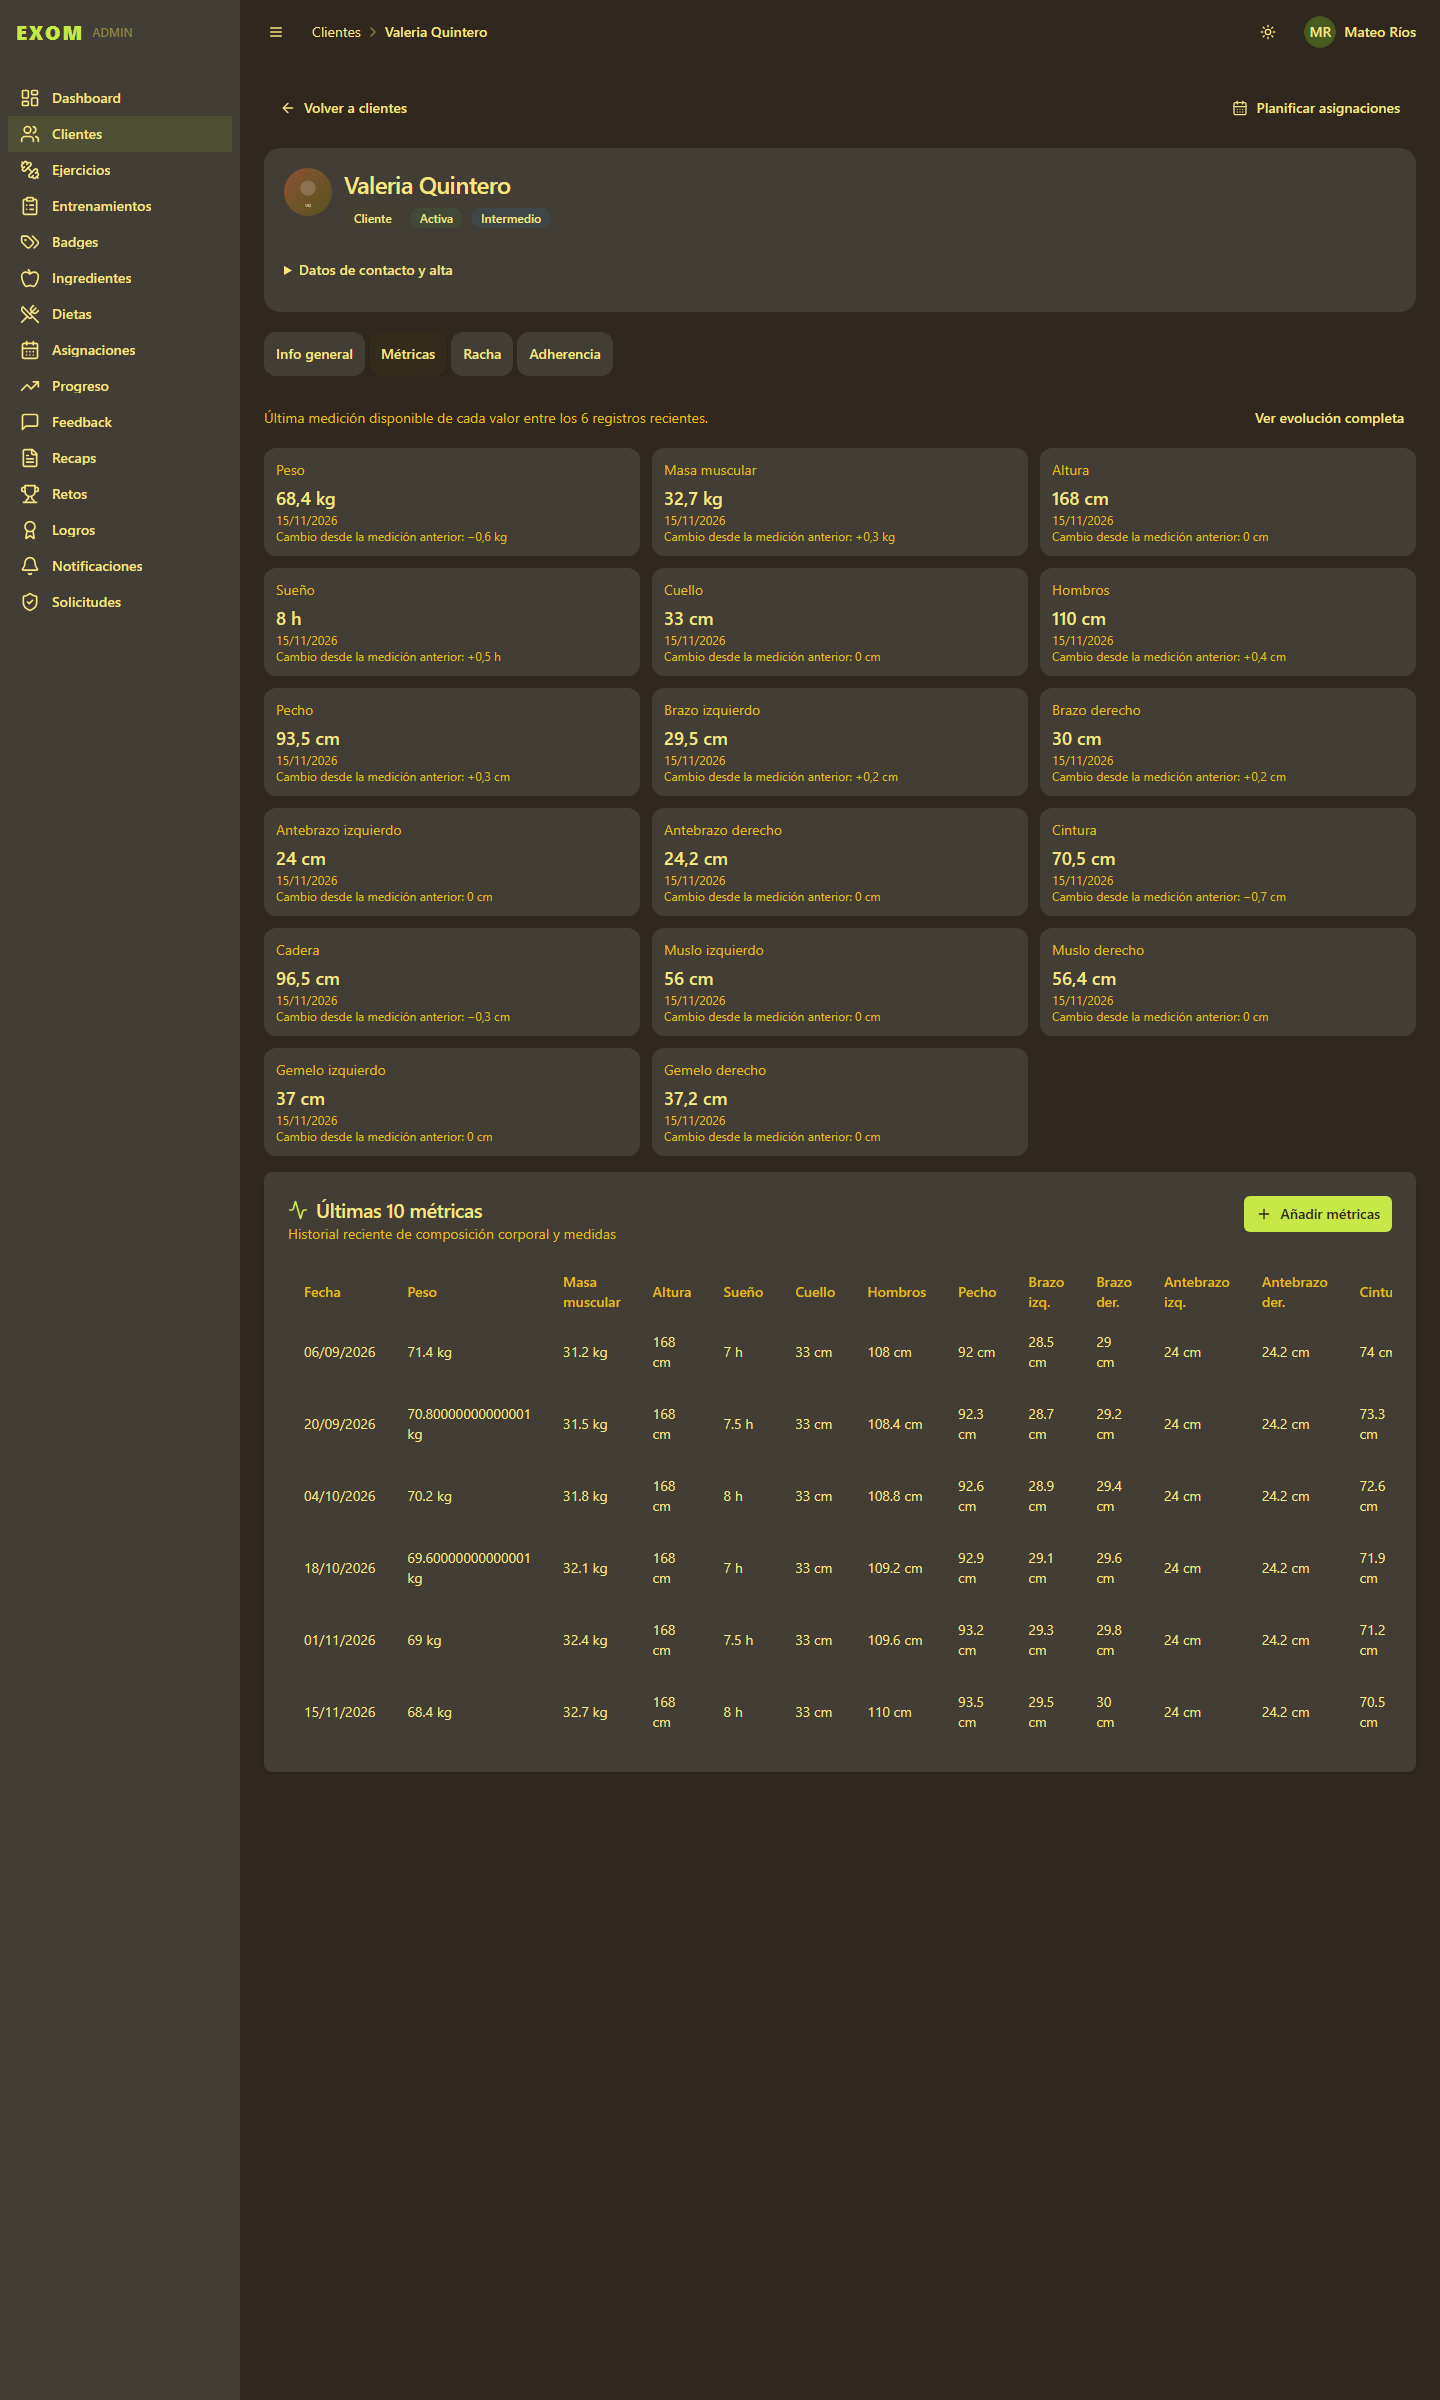 EXOM ADMIN
Dashboard
Clientes
Ejercicios
Entrenamientos
Badges
Ingredientes
Dietas
Asignaciones
Progreso
Feedback
Recaps
Retos
Logros
Notificaciones
Solicitudes
Clientes > Valeria Quintero
MR Mateo Ríos
Volver a clientes
Planificar asignaciones
Valeria Quintero
Cliente Activa Intermedio
Datos de contacto y alta
Info general Métricas Racha Adherencia
Última medición disponible de cada valor entre los 6 registros recientes.
Ver evolución completa
Peso
68,4 kg
15/11/2026
Cambio desde la medición anterior: −0,6 kg
Masa muscular
32,7 kg
15/11/2026
Cambio desde la medición anterior: +0,3 kg
Altura
168 cm
15/11/2026
Cambio desde la medición anterior: 0 cm
Sueño
8 h
15/11/2026
Cambio desde la medición anterior: +0,5 h
Cuello
33 cm
15/11/2026
Cambio desde la medición anterior: 0 cm
Hombros
110 cm
15/11/2026
Cambio desde la medición anterior: +0,4 cm
Pecho
93,5 cm
15/11/2026
Cambio desde la medición anterior: +0,3 cm
Brazo izquierdo
29,5 cm
15/11/2026
Cambio desde la medición anterior: +0,2 cm
Brazo derecho
30 cm
15/11/2026
Cambio desde la medición anterior: +0,2 cm
Antebrazo izquierdo
24 cm
15/11/2026
Cambio desde la medición anterior: 0 cm
Antebrazo derecho
24,2 cm
15/11/2026
Cambio desde la medición anterior: 0 cm
Cintura
70,5 cm
15/11/2026
Cambio desde la medición anterior: −0,7 cm
Cadera
96,5 cm
15/11/2026
Cambio desde la medición anterior: −0,3 cm
Muslo izquierdo
56 cm
15/11/2026
Cambio desde la medición anterior: 0 cm
Muslo derecho
56,4 cm
15/11/2026
Cambio desde la medición anterior: 0 cm
Gemelo izquierdo
37 cm
15/11/2026
Cambio desde la medición anterior: 0 cm
Gemelo derecho
37,2 cm
15/11/2026
Cambio desde la medición anterior: 0 cm
Últimas 10 métricas
Historial reciente de composición corporal y medidas
+ Añadir métricas
Fecha Peso Masa muscular Altura Sueño Cuello Hombros Pecho Brazo izq. Brazo der. Antebrazo izq. Antebrazo der. Cintu
06/09/2026 71.4 kg 31.2 kg 168 cm 7 h 33 cm 108 cm 92 cm 28.5 cm 29 cm 24 cm 24.2 cm 74 cm
20/09/2026 70.80000000000001 kg 31.5 kg 168 cm 7.5 h 33 cm 108.4 cm 92.3 cm 28.7 cm 29.2 cm 24 cm 24.2 cm 73.3 cm
04/10/2026 70.2 kg 31.8 kg 168 cm 8 h 33 cm 108.8 cm 92.6 cm 28.9 cm 29.4 cm 24 cm 24.2 cm 72.6 cm
18/10/2026 69.60000000000001 kg 32.1 kg 168 cm 7 h 33 cm 109.2 cm 92.9 cm 29.1 cm 29.6 cm 24 cm 24.2 cm 71.9 cm
01/11/2026 69 kg 32.4 kg 168 cm 7.5 h 33 cm 109.6 cm 93.2 cm 29.3 cm 29.8 cm 24 cm 24.2 cm 71.2 cm
15/11/2026 68.4 kg 32.7 kg 168 cm 8 h 33 cm 110 cm 93.5 cm 29.5 cm 30 cm 24 cm 24.2 cm 70.5 cm